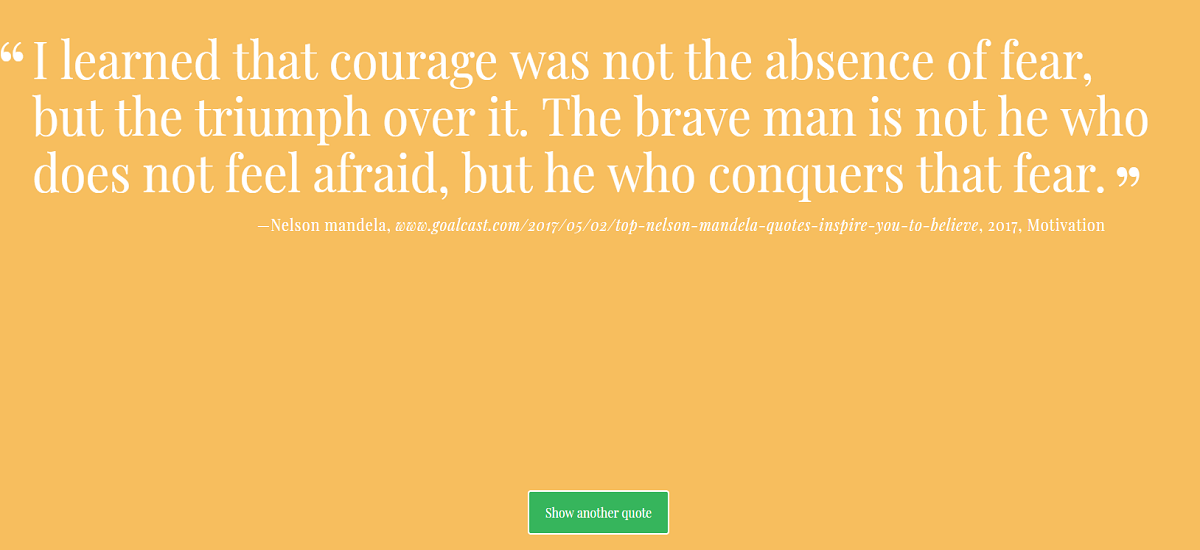 “ I learned that courage was not the absence of fear,
but the triumph over it. The brave man is not he who
does not feel afraid, but he who conquers that fear. ”
—Nelson mandela, www.goalcast.com/2017/05/02/top-nelson-mandela-quotes-inspire-you-to-believe, 2017, Motivation
Show another quote